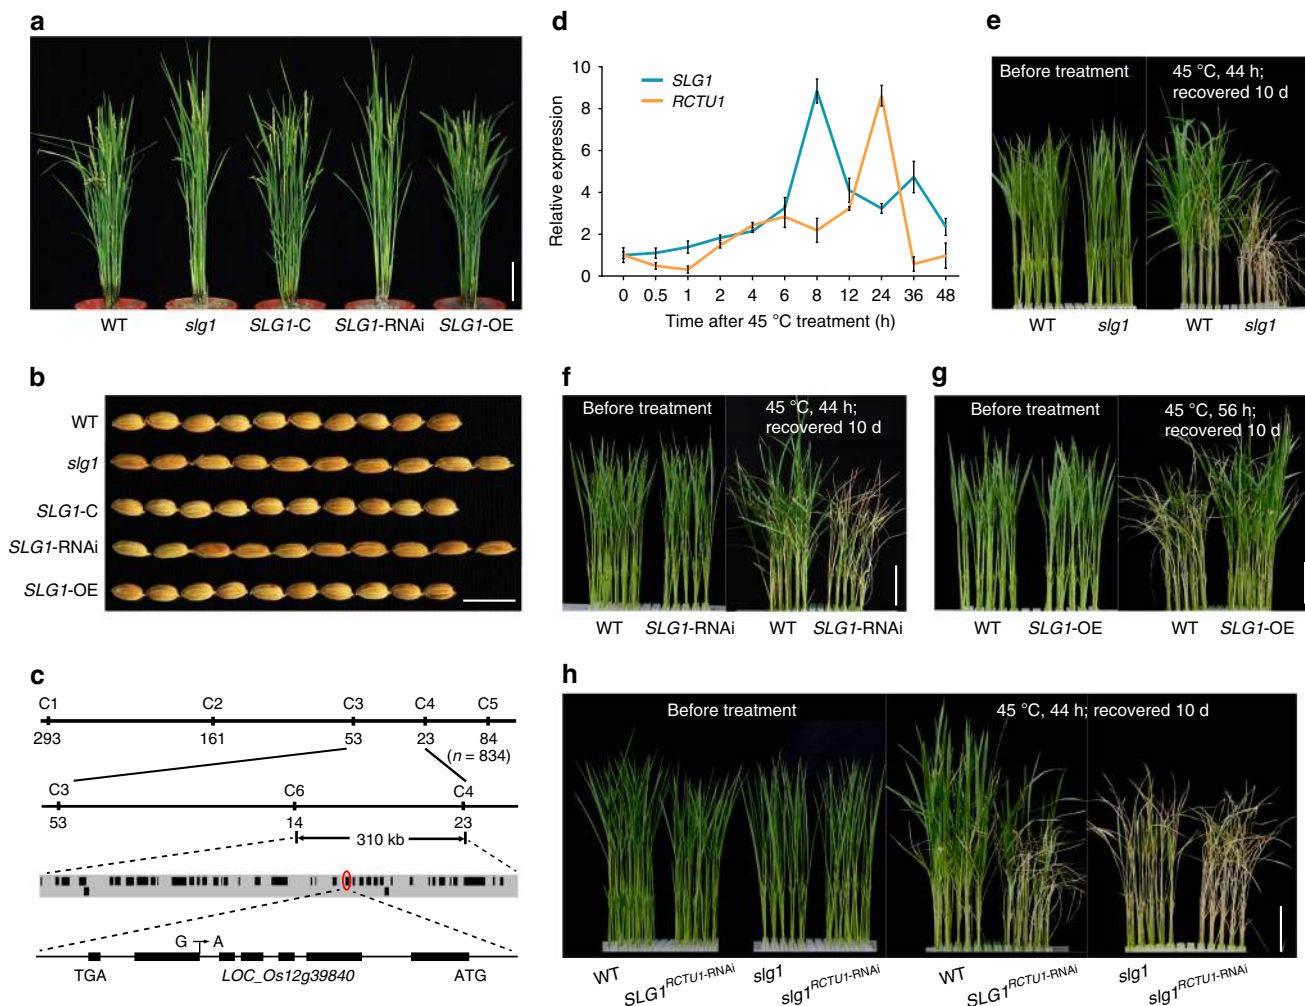 a
WT slg1 SLG1-C SLG1-RNAi SLG1-OE
b
WT
slg1
SLG1-C
SLG1-RNAi
SLG1-OE
c
C1 C2 C3 C4 C5
293 161 53 23 84
(n = 834)
C3 C6 C4
53 14 23
310 kb
G A
TGA LOC_Os12g39840 ATG
d
SLG1
RCTU1
Relative expression
10
8
6
4
2
0
0 0.5 1 2 4 6 8 12 24 36 48
Time after 45 °C treatment (h)
e
Before treatment
45 °C, 44 h;
recovered 10 d
WT slg1 WT slg1
f
Before treatment
45 °C, 44 h;
recovered 10 d
WT SLG1-RNAi WT SLG1-RNAi
g
Before treatment
45 °C, 56 h;
recovered 10 d
WT SLG1-OE WT SLG1-OE
h
Before treatment
45 °C, 44 h; recovered 10 d
WT SLG1RCTU1-RNAi slg1 slg1RCTU1-RNAi WT SLG1RCTU1-RNAi slg1 slg1RCTU1-RNAi